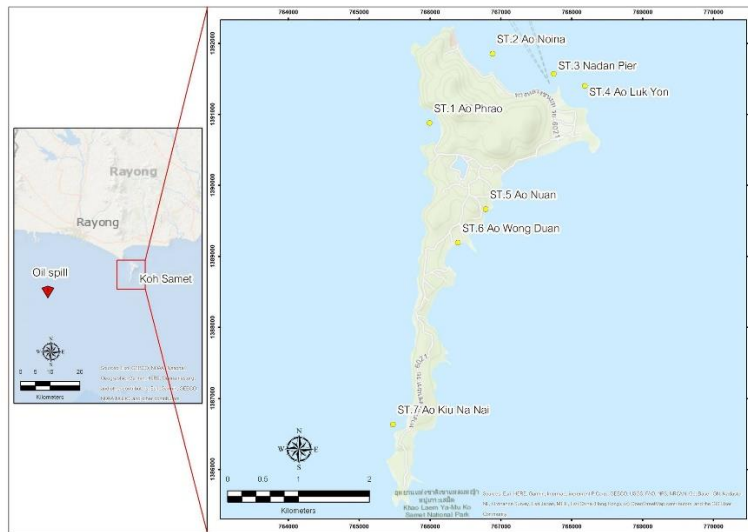 764000 765000 766000 767000 768000 769000 770000
1392000
1391000
1390000
1389000
1388000
1387000
1386000
ST.2 Ao Noina
ST.3 Nadan Pier
ST.4 Ao Luk Yon
ST.1 Ao Phrao
ST.5 Ao Nuan
ST.6 Ao Wong Duan
6021
ST.7 Ao Kiu Na Nai
N
W E
S
0 0.5 1 2
Kilometers
Khao Laem Ya-Mu Ko
Samet National Park
Rayong
Rayong
Oil spill
Koh Samet
N
W E
S
0 5 10 20
Kilometers